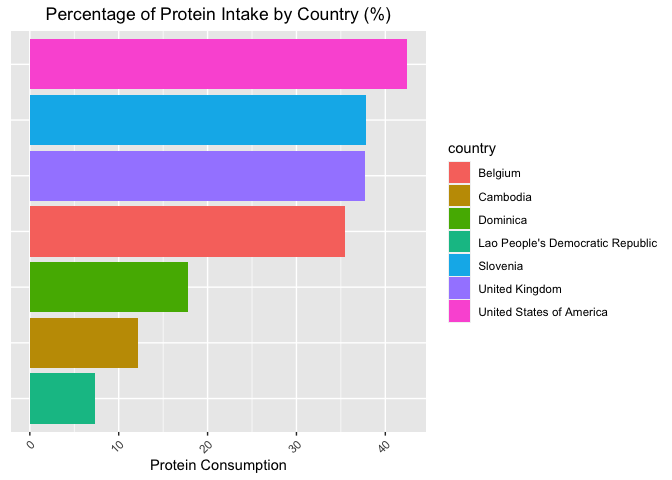 Percentage of Protein Intake by Country (%)
country
Belgium
Cambodia
Dominica
Lao People's Democratic Republic
Slovenia
United Kingdom
United States of America
0
10
20
30
40
Protein Consumption